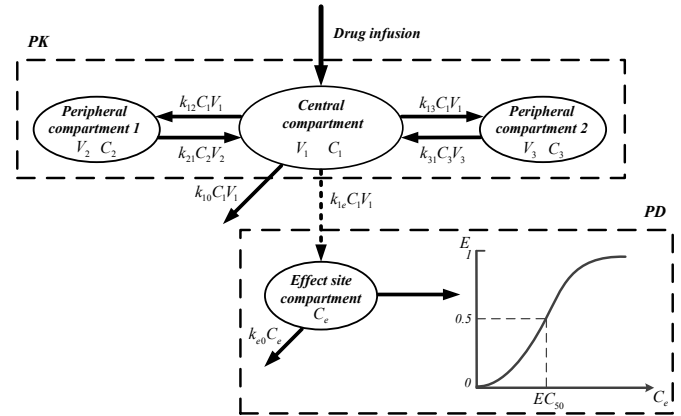 PK
Drug infusion
k₁₂C₁V₁
Peripheral
compartment 1
V₂ C₂
k₂₁C₂V₂
Central
compartment
V₁ C₁
k₁₃C₁V₁
k₃₁C₃V₃
Peripheral
compartment 2
V₃ C₃
k₁₀C₁V₁
k₁ₑC₁V₁
PD
Effect site
compartment
Cₑ
kₑ₀Cₑ
E
1
0.5
0
EC₅₀
Cₑ